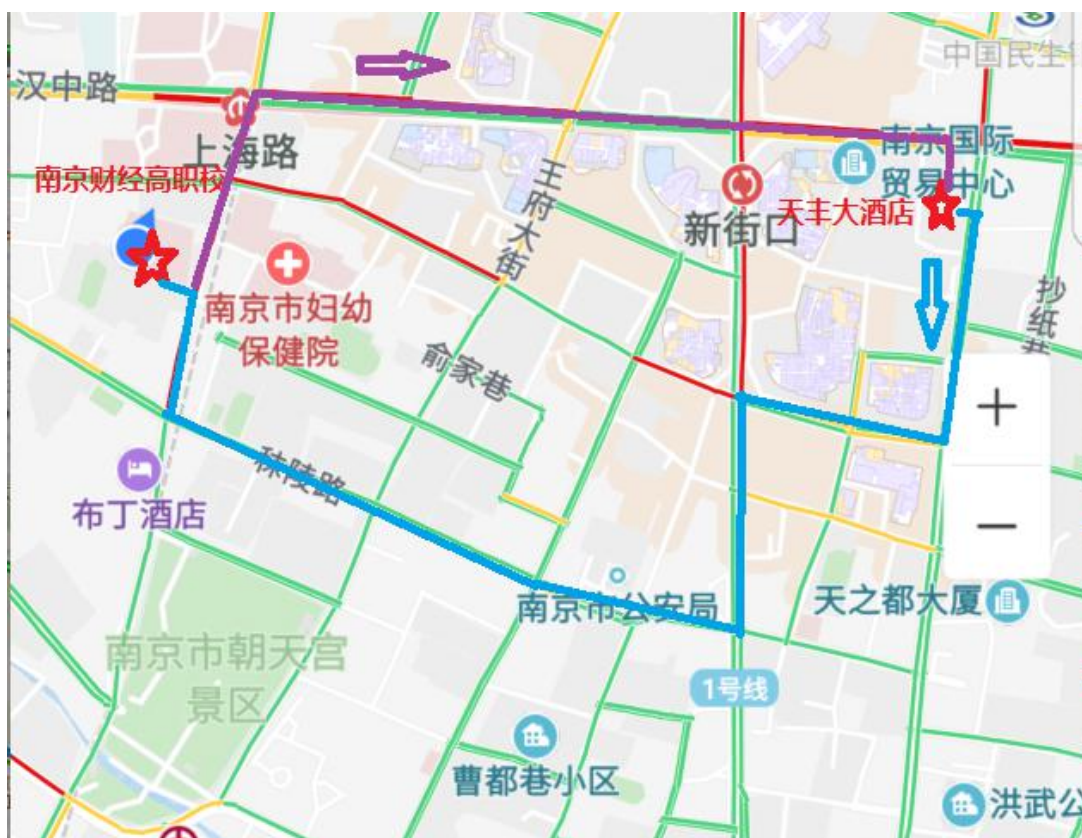 中国民生
汉中路
南京国际
贸易中心
上海路
南京财经高职校
王府大街
天丰大酒店
新街口
南京市妇幼
保健院
抄纸巷
俞家巷
秣陵路
布丁酒店
南京市公安局
天之都大厦
南京市朝天宫
景区
1号线
曹都巷小区
洪武公